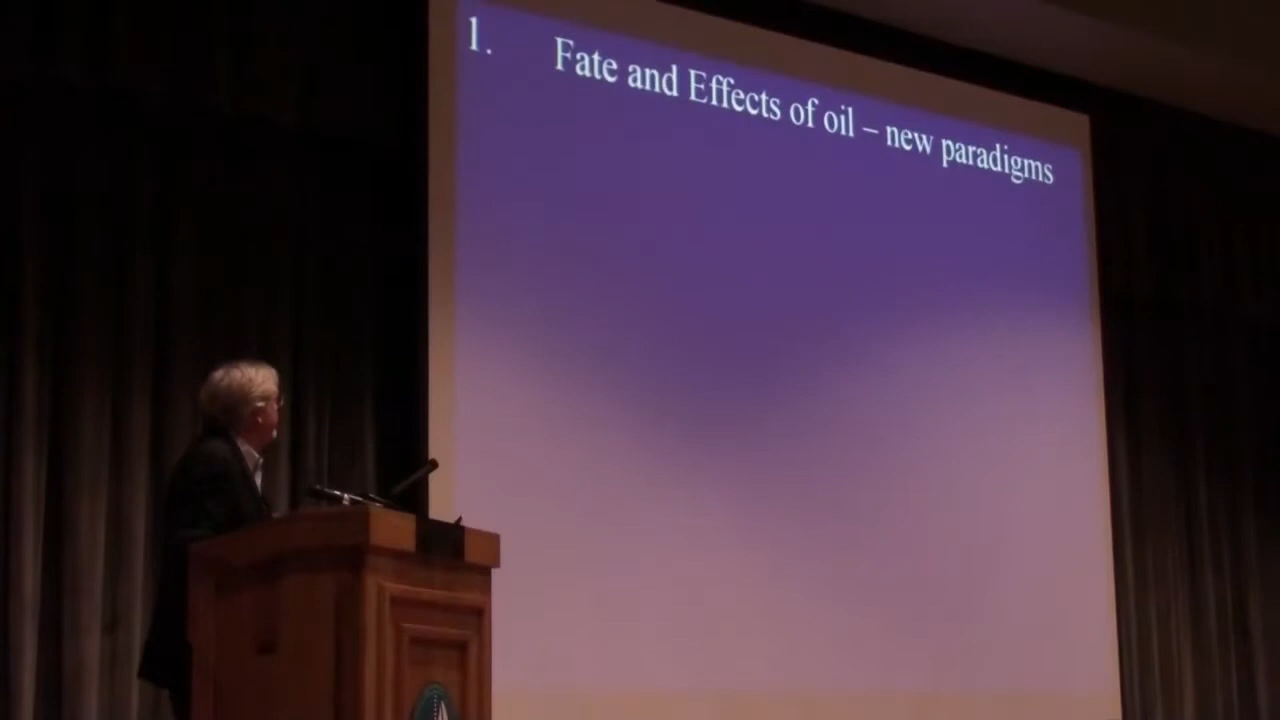 1. Fate and Effects of oil – new paradigms